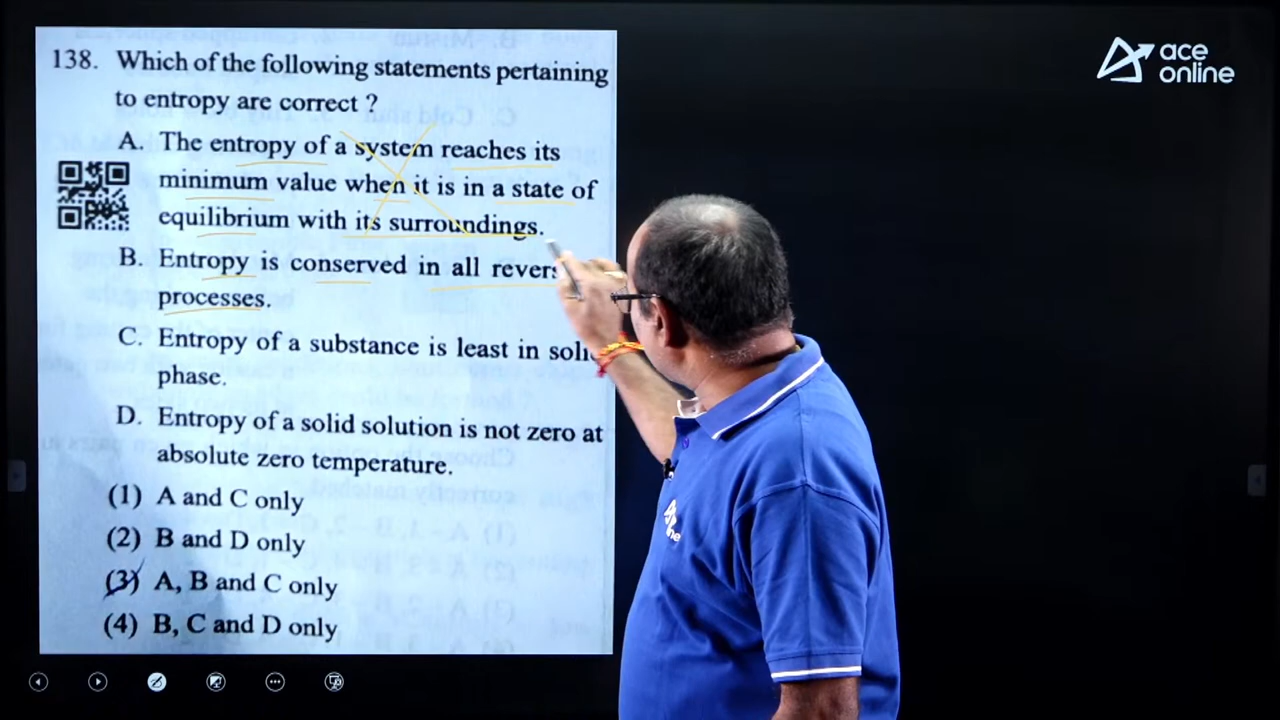 138. Which of the following statements pertaining
to entropy are correct ?
A. The entropy of a system reaches its
minimum value when it is in a state of
equilibrium with its surroundings.
B. Entropy is conserved in all
processes.
C. Entropy of a substance is least in
phase.
D. Entropy of a solid solution is not zero at
absolute zero temperature.
(1) A and C only
(2) B and D only
(3) A, B and C only
(4) B, C and D only
ace
online